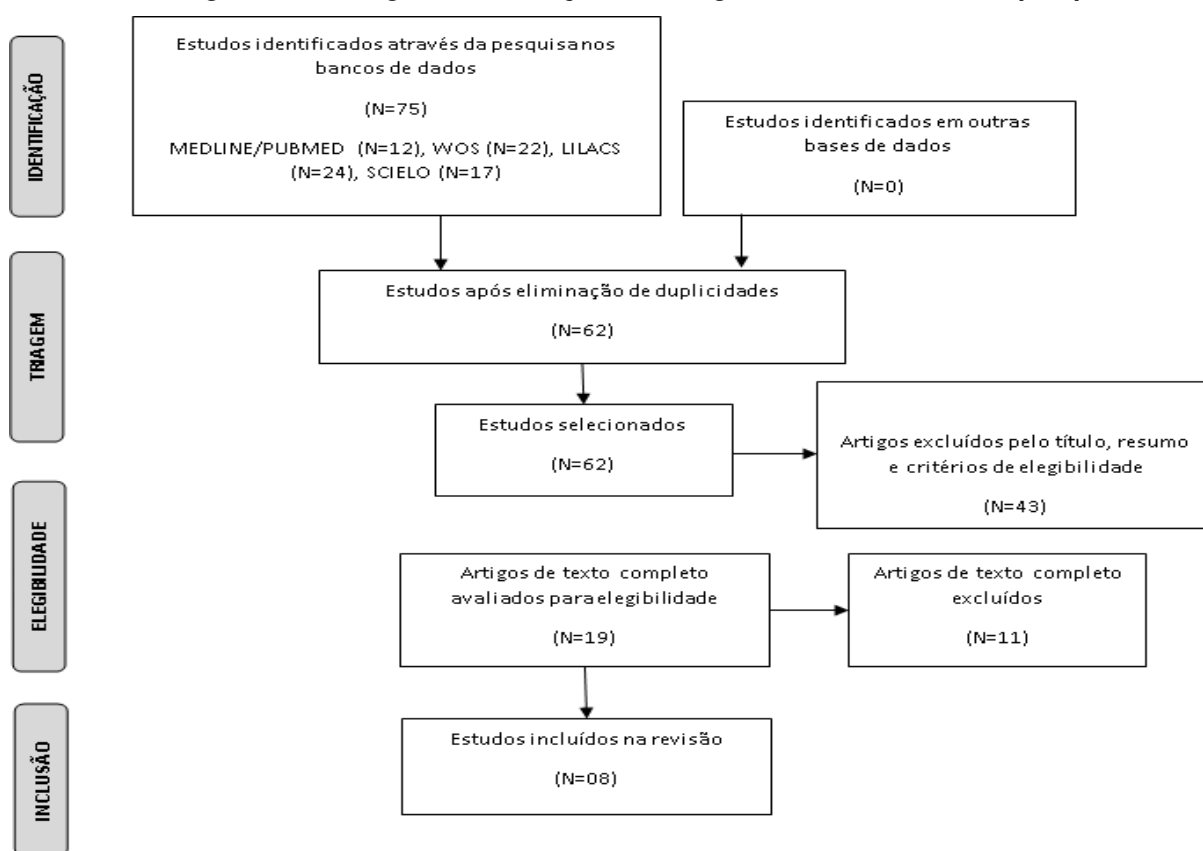 IDENTIFICAÇÃO
Estudos identificados através da pesquisa nos
bancos de dados
(N=75)
MEDLINE/PUBMED (N=12), WOS (N=22), LILACS
(N=24), SCIELO (N=17)
Estudos identificados em outras
bases de dados
(N=0)
TRIAGEM
Estudos após eliminação de duplicidades
(N=62)
Estudos selecionados
(N=62)
Artigos excluídos pelo título, resumo
e critérios de elegibilidade
(N=43)
ELEGIBILIDADE
Artigos de texto completo
avaliados para elegibilidade
(N=19)
Artigos de texto completo
excluídos
(N=11)
INCLUSÃO
Estudos incluídos na revisão
(N=08)